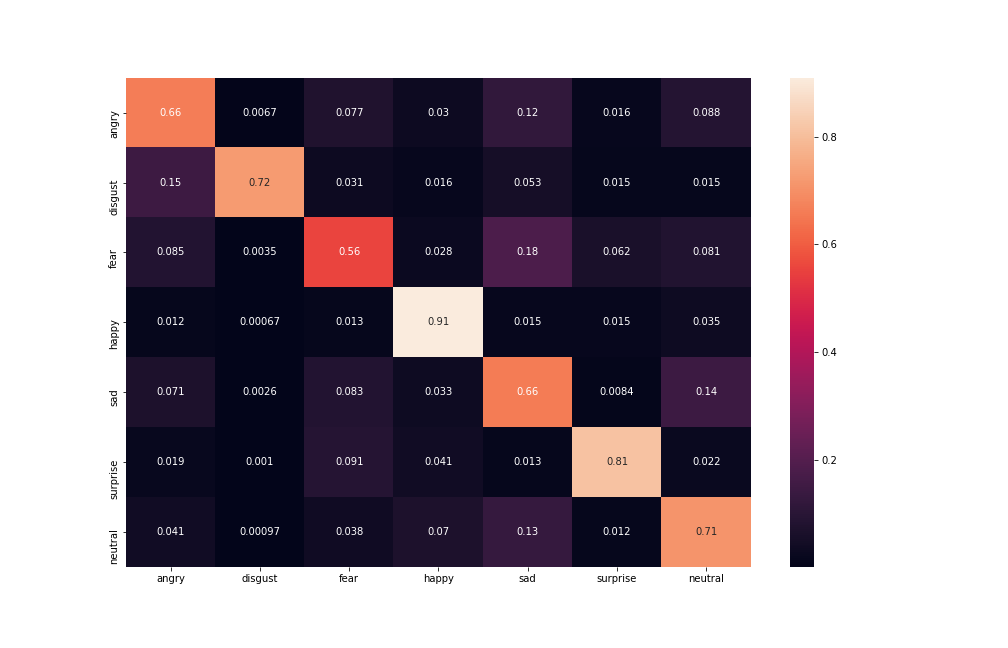 angry 0.66 0.0067 0.077 0.03 0.12 0.016 0.088
disgust 0.15 0.72 0.031 0.016 0.053 0.015 0.015
fear 0.085 0.0035 0.56 0.028 0.18 0.062 0.081
happy 0.012 0.00067 0.013 0.91 0.015 0.015 0.035
sad 0.071 0.0026 0.083 0.033 0.66 0.0084 0.14
surprise 0.019 0.001 0.091 0.041 0.013 0.81 0.022
neutral 0.041 0.00097 0.038 0.07 0.13 0.012 0.71
angry disgust fear happy sad surprise neutral
0.8
0.6
0.4
0.2